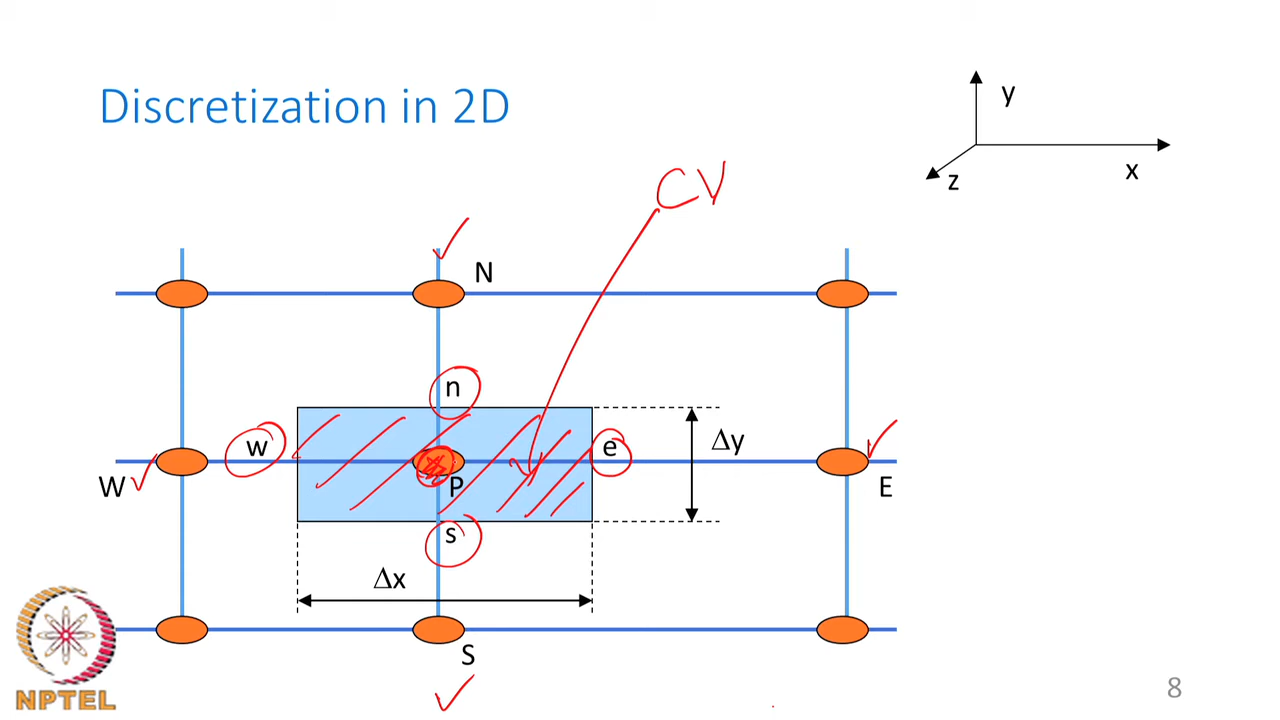 Discretization in 2D
y
x
z
CV
N
n
w
e
Δy
W
P
E
s
Δx
S
NPTEL
8